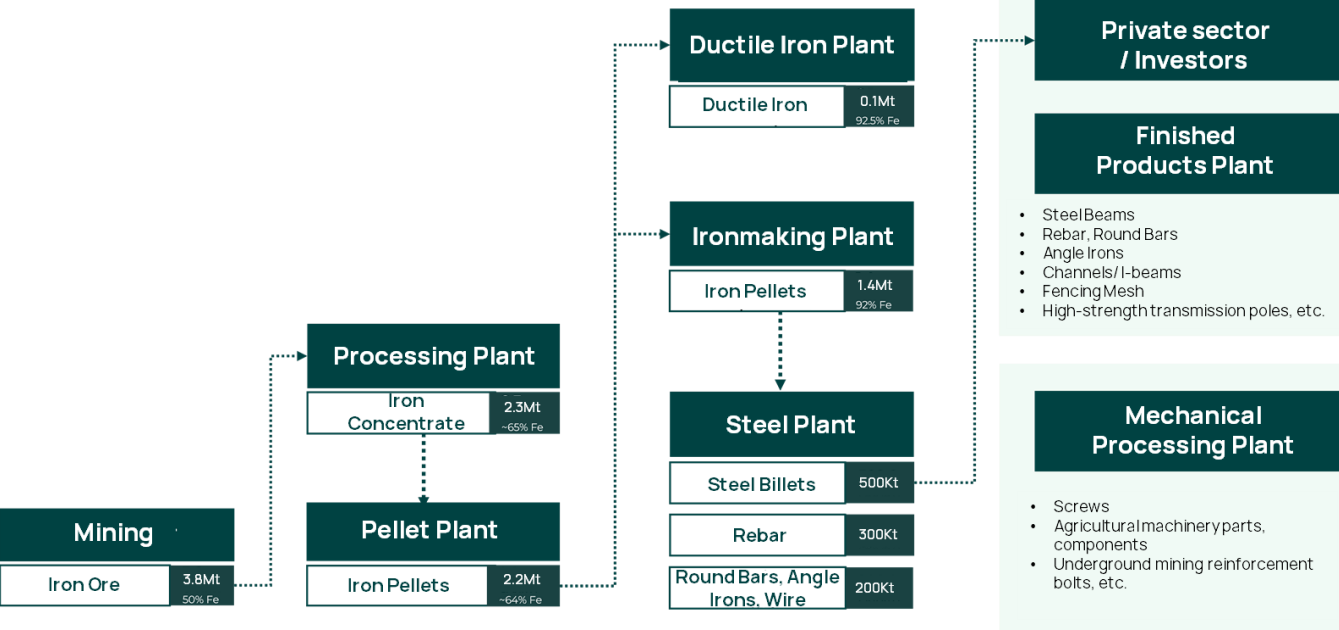 Ductile Iron Plant
Ductile Iron
0.1Mt
92.5% Fe
Ironmaking Plant
Iron Pellets
1.4Mt
92% Fe
Processing Plant
Iron
Concentrate
2.3Mt
~65% Fe
Steel Plant
Steel Billets
500Kt
Rebar
300Kt
Round Bars, Angle
Irons, Wire
200Kt
Mining
Iron Ore
3.8Mt
50% Fe
Pellet Plant
Iron Pellets
2.2Mt
~64% Fe
Private sector
/ Investors
Finished
Products Plant
• Steel Beams
• Rebar, Round Bars
• Angle Irons
• Channels/ I-beams
• Fencing Mesh
• High-strength transmission poles, etc.
Mechanical
Processing Plant
• Screws
• Agricultural machinery parts,
components
• Underground mining reinforcement
bolts, etc.